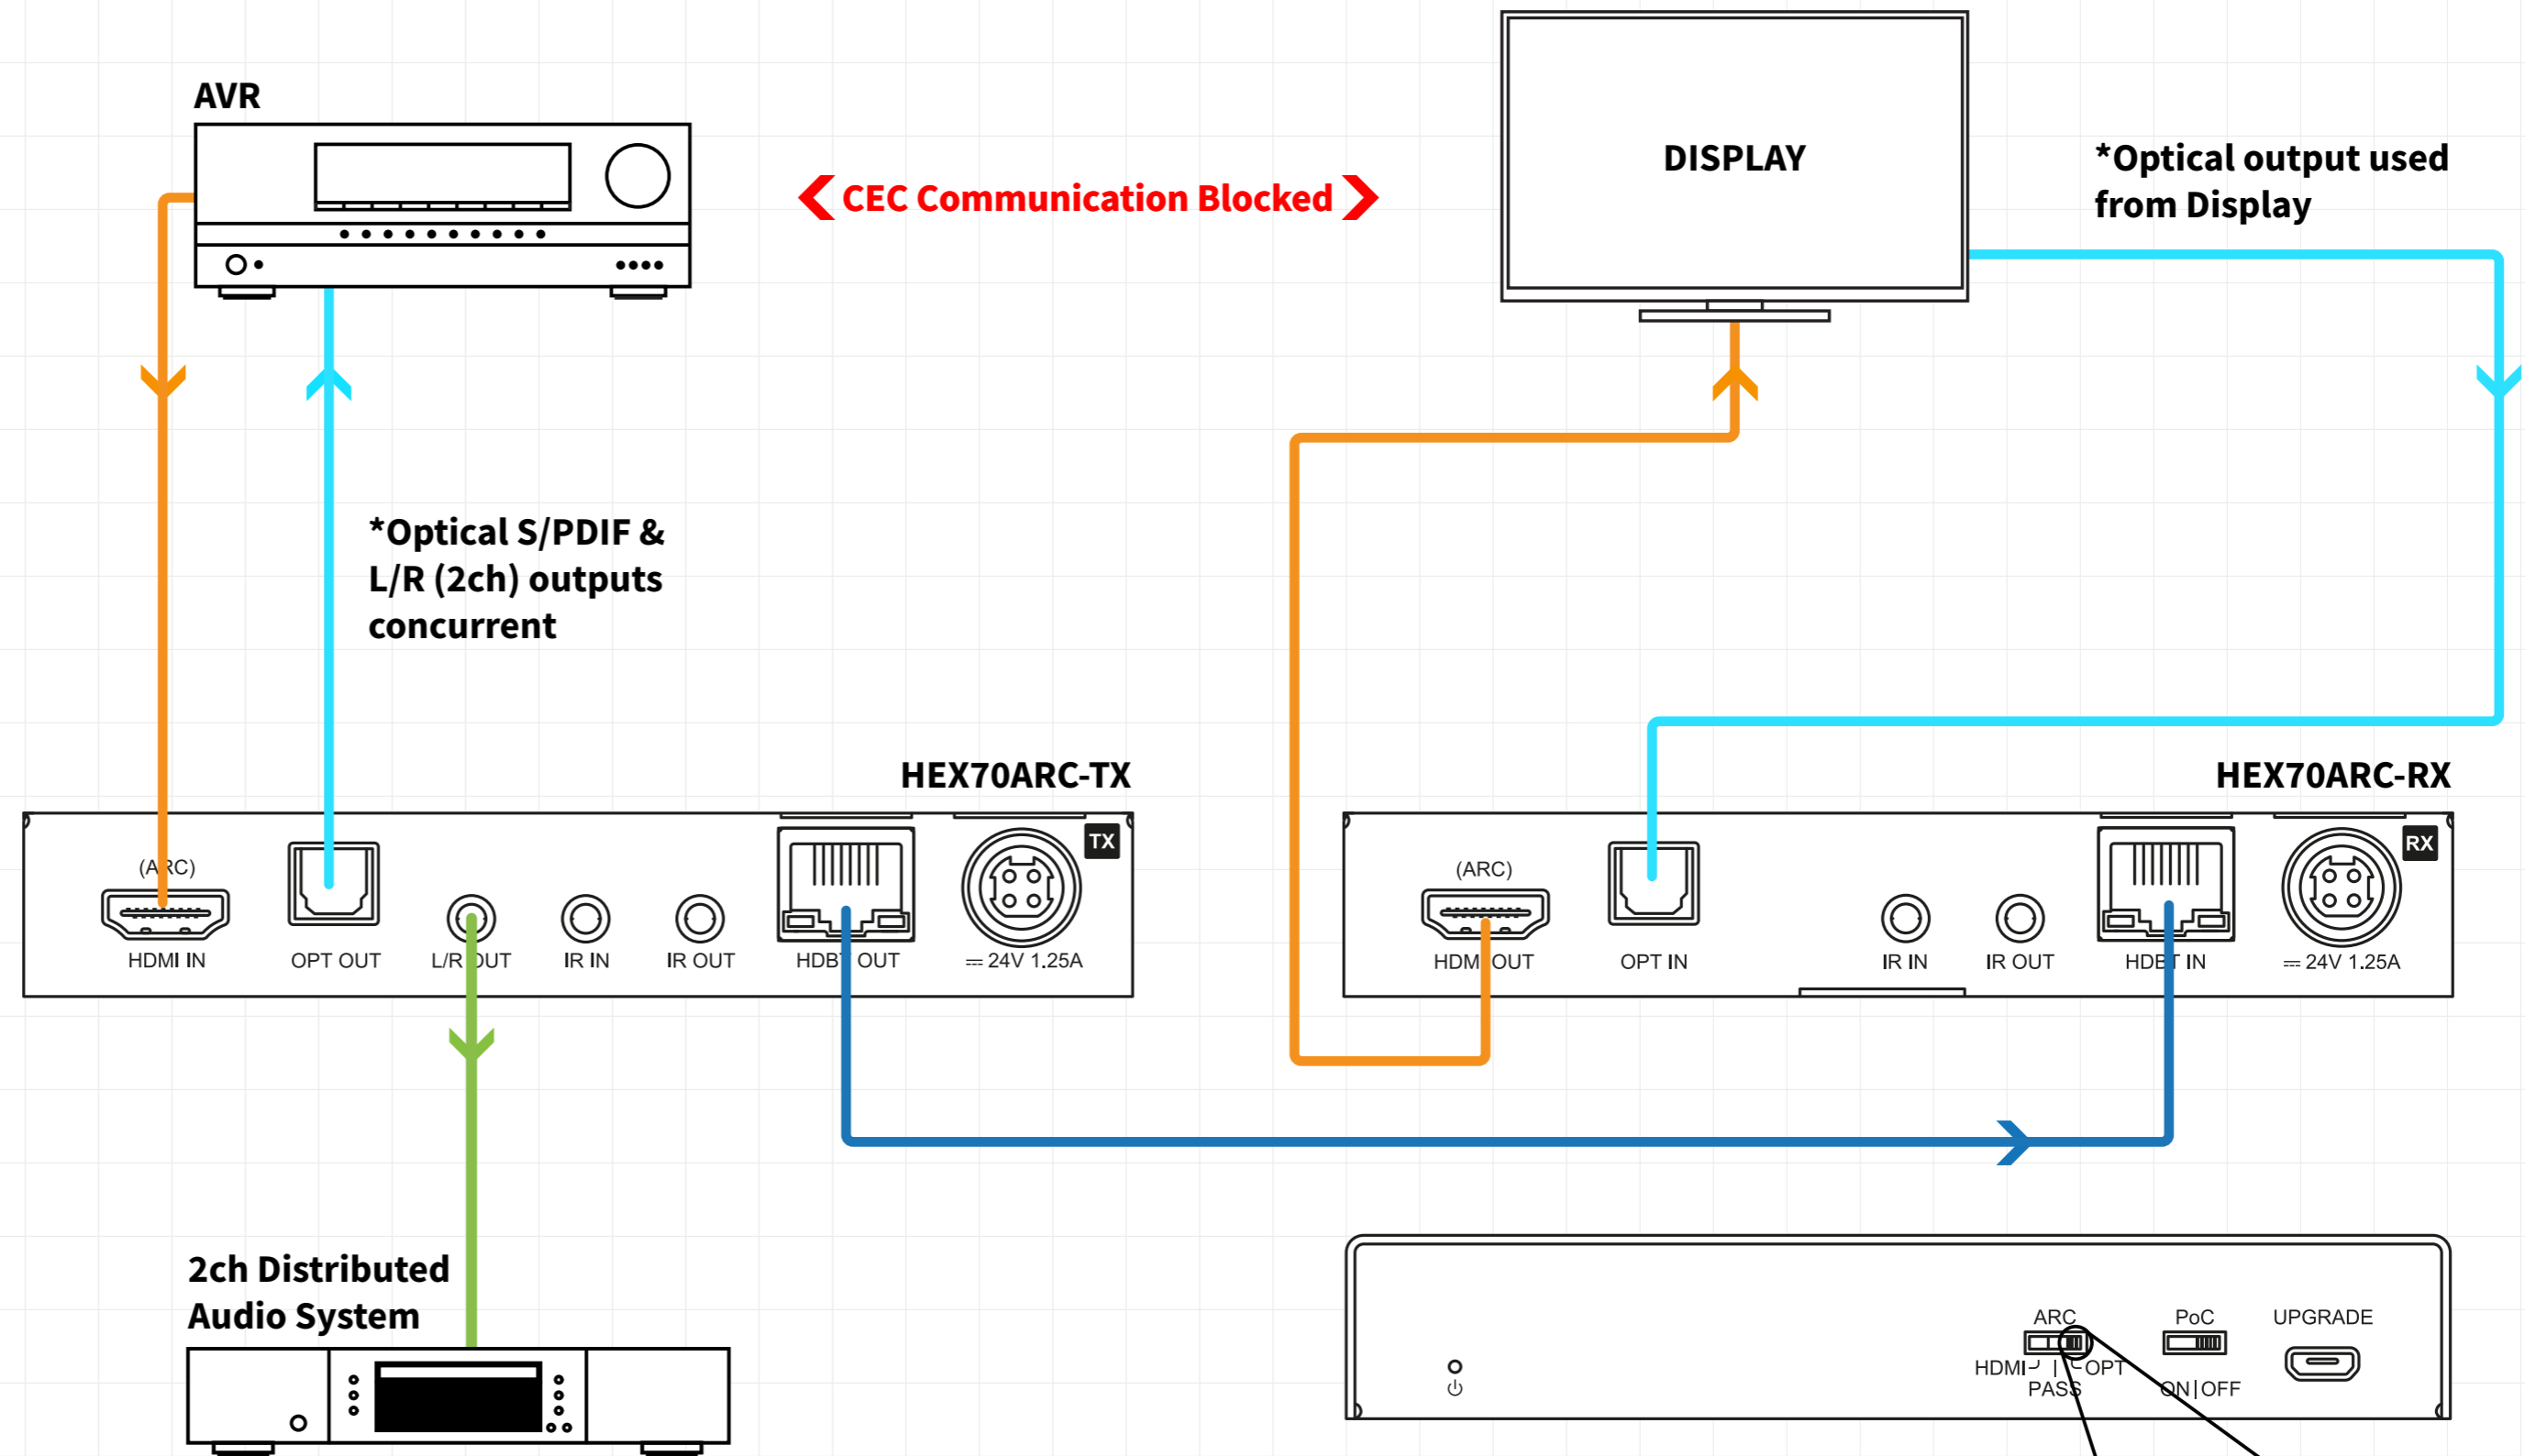 AVR
CEC Communication Blocked
DISPLAY
*Optical output used
from Display
*Optical S/PDIF &
L/R (2ch) outputs
concurrent
HEX70ARC-TX
TX
(ARC)
HDMI IN
OPT OUT
L/R OUT
IR IN
IR OUT
HDBT OUT
⎓ 24V 1.25A
HEX70ARC-RX
RX
(ARC)
HDMI OUT
OPT IN
IR IN
IR OUT
HDBT IN
⎓ 24V 1.25A
2ch Distributed
Audio System
ARC
HDMI
OPT
PASS
PoC
ON|OFF
UPGRADE